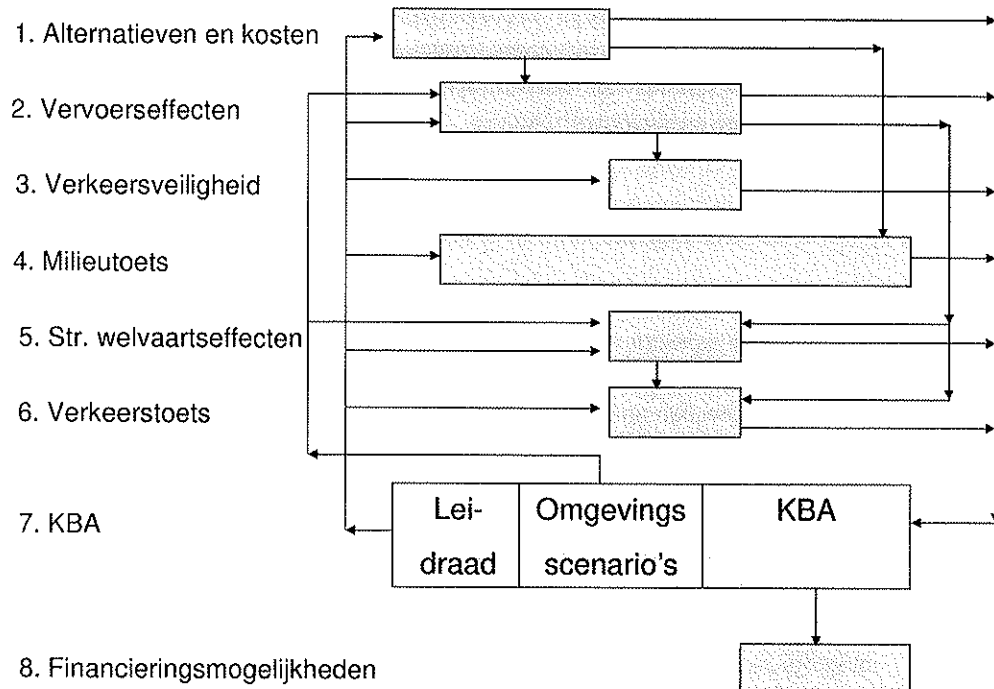 1. Alternatieven en kosten
2. Vervoerseffecten
3. Verkeersveiligheid
4. Milieutoets
5. Str. welvaartseffecten
6. Verkeerstoets
7. KBA
Lei-
draad
Omgevings
scenario's
KBA
8. Financieringsmogelijkheden